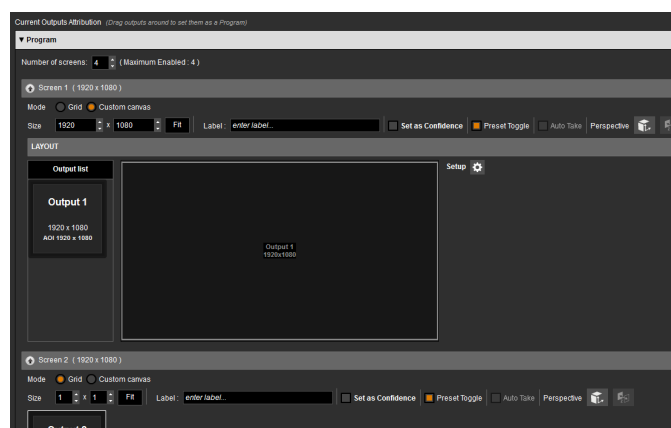 Current Outputs Attribution (Drag outputs around to set them as a Program)
Program
Number of screens: 4 ( Maximum Enabled : 4 )
Screen 1 ( 1920 x 1080 )
Mode Grid Custom canvas
Size 1920 x 1080 Fit Label : enter label... Set as Confidence Preset Toggle Auto Take Perspective
LAYOUT
Output list Setup
Output 1
1920 x 1080
AOI 1920 x 1080
Output 1
1920x1080
Screen 2 ( 1920 x 1080 )
Mode Grid Custom canvas
Size 1 x 1 Fit Label : enter label... Set as Confidence Preset Toggle Auto Take Perspective